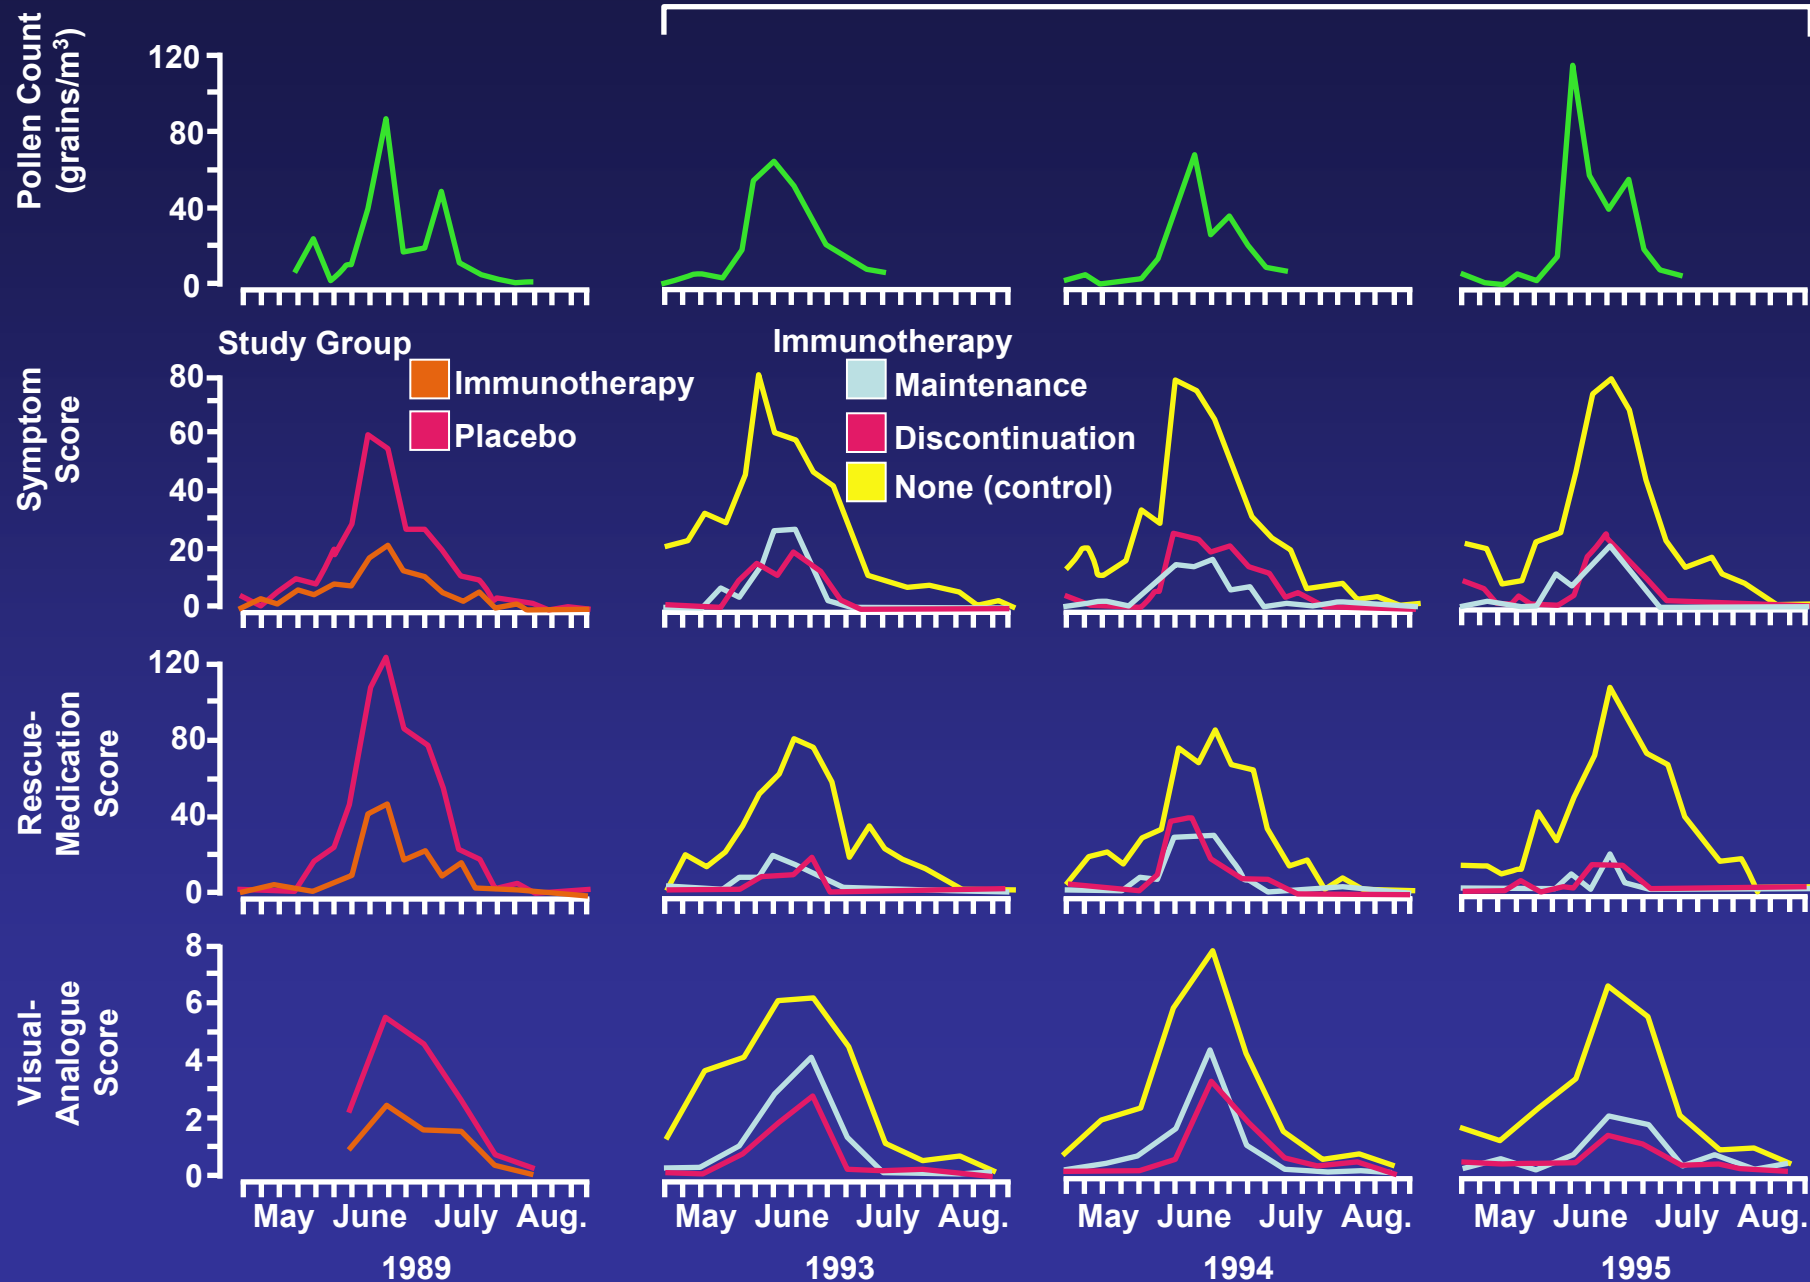 Pollen Count
(grains/m³)
120
80
40
0
Study Group
Immunotherapy
Placebo
Immunotherapy
Maintenance
Discontinuation
None (control)
Symptom
Score
80
60
40
20
0
Rescue-
Medication
Score
120
80
40
0
Visual-
Analogue
Score
8
6
4
2
0
May June July Aug.
May June July Aug.
May June July Aug.
May June July Aug.
1989
1993
1994
1995